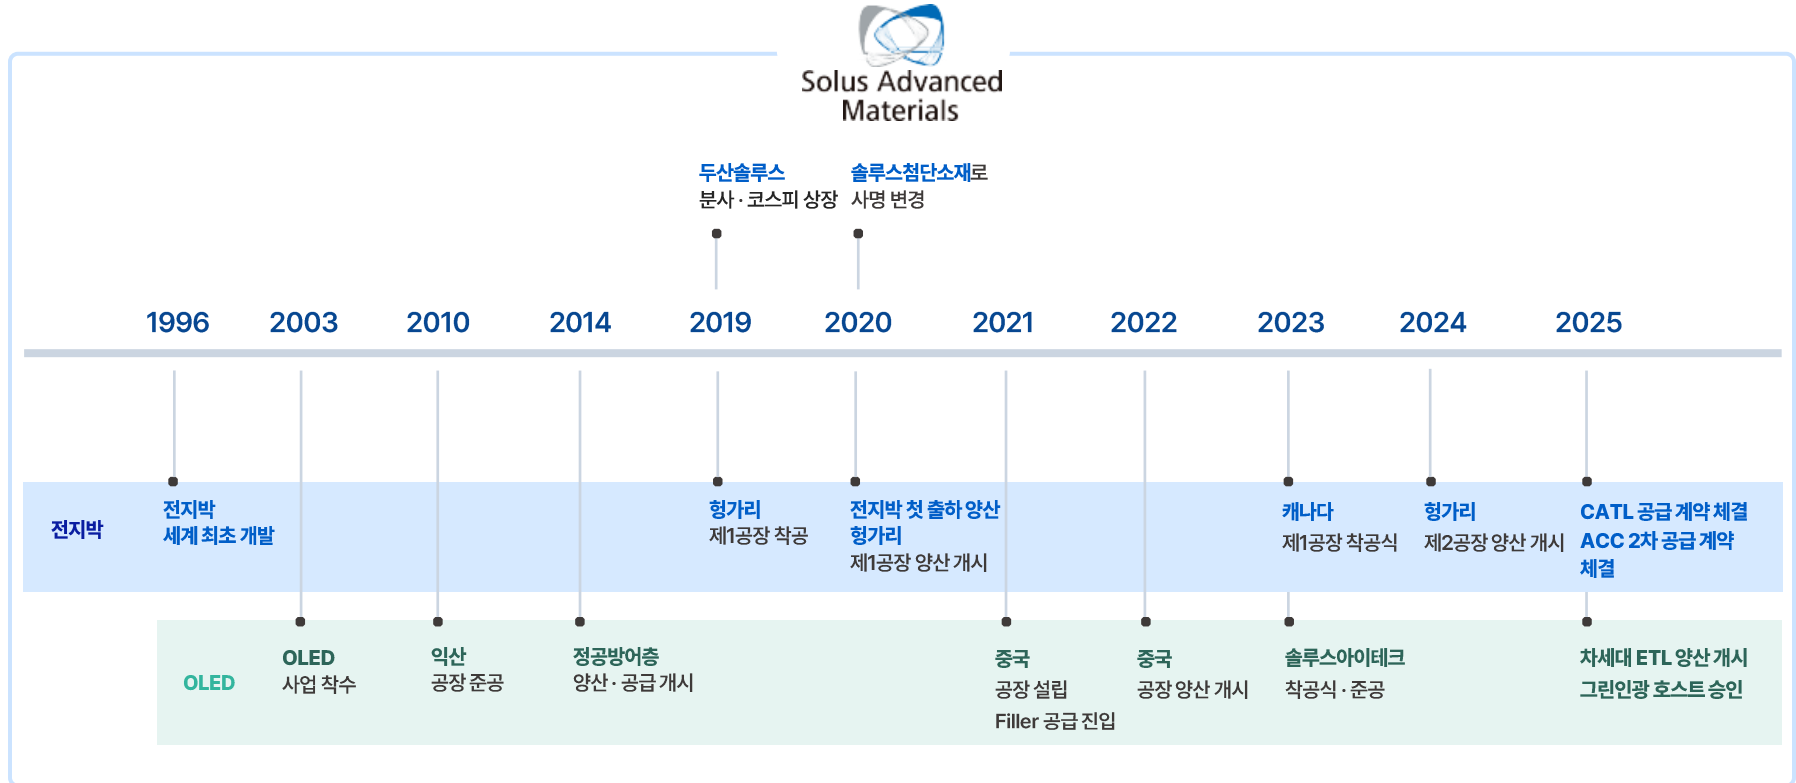 Solus Advanced
Materials
두산솔루스
분사 · 코스피 상장
솔루스첨단소재로
사명 변경
1996
2003
2010
2014
2019
2020
2021
2022
2023
2024
2025
전지박
전지박
세계 최초 개발
헝가리
제1공장 착공
전지박 첫 출하 양산
헝가리
제1공장 양산 개시
캐나다
제1공장 착공식
헝가리
제2공장 양산 개시
CATL 공급 계약 체결
ACC 2차 공급 계약
체결
OLED
OLED
사업 착수
익산
공장 준공
정공방어층
양산 · 공급 개시
중국
공장 설립
Filler 공급 진입
중국
공장 양산 개시
솔루스아이테크
착공식 · 준공
차세대 ETL 양산 개시
그린인광 호스트 승인